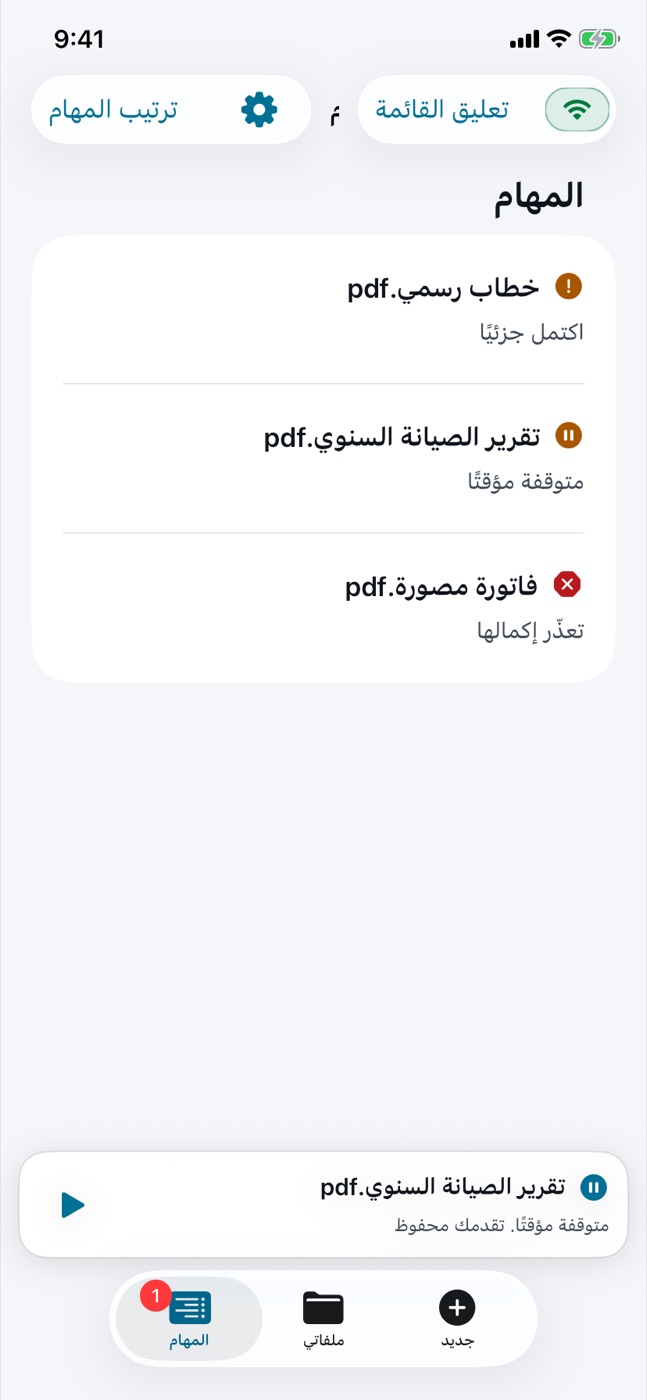 9:41
تعليق القائمة
ترتيب المهام
المهام
خطاب رسمي.pdf
اكتمل جزئيًا
تقرير الصيانة السنوي.pdf
متوقفة مؤقتًا
فاتورة مصورة.pdf
تعذّر إكمالها
تقرير الصيانة السنوي.pdf
متوقفة مؤقتًا. تقدمك محفوظ
جديد
ملفاتي
1
المهام